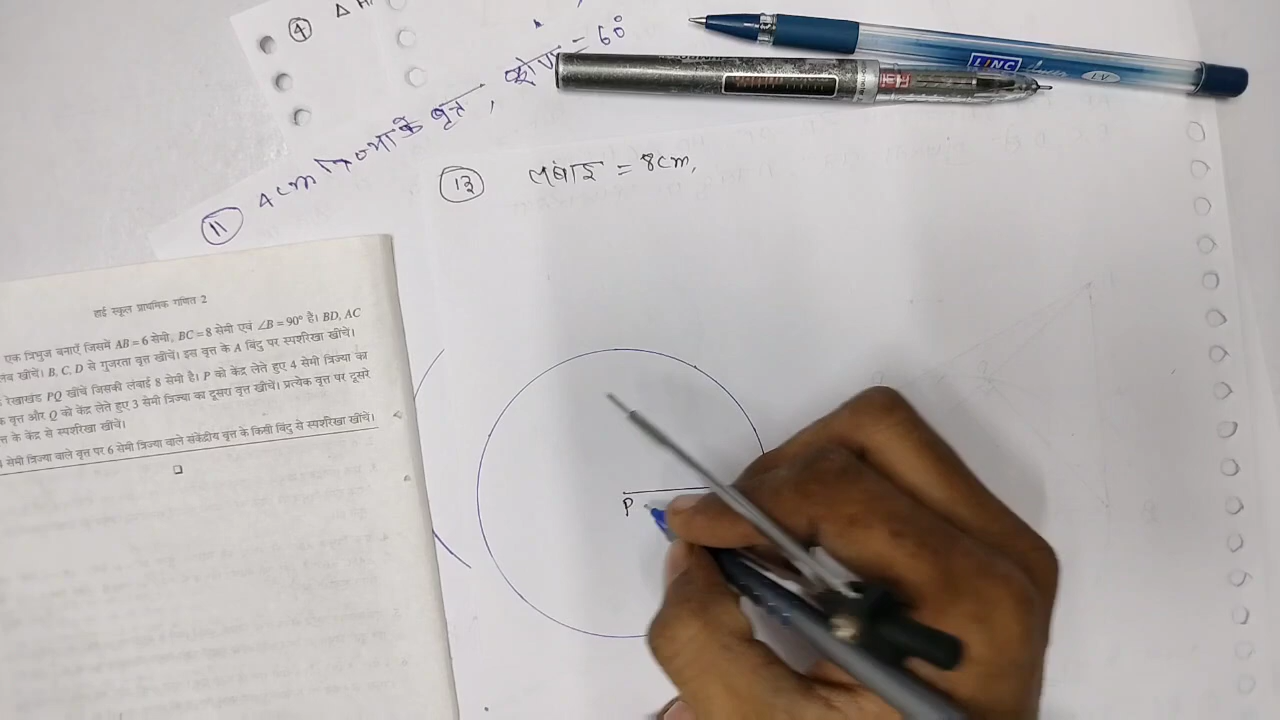 ④ Δ
LINC
= 60°
⑪ 4cm त्रिज्या के वृत्त, कोण
⑬ लंबाइ = 8cm,
हाई स्कूल प्राथमिक गणित 2
एक त्रिभुज बनाएँ जिसमें AB = 6 सेमी, BC = 8 सेमी एवं ∠B = 90° है। BD, AC
लंब खींचें। B, C, D से गुजरता वृत्त खींचें। इस वृत्त के A बिंदु पर स्पर्शरेखा खींचें।
रेखाखंड PQ खींचें जिसकी लंबाई 8 सेमी है। P को केंद्र लेते हुए 4 सेमी त्रिज्या का
वृत्त और Q को केंद्र लेते हुए 3 सेमी त्रिज्या का दूसरा वृत्त खींचें। प्रत्येक वृत्त पर दूसरे
के केंद्र से स्पर्शरेखा खींचें।
सेमी त्रिज्या वाले वृत्त पर 6 सेमी त्रिज्या वाले संकेंद्रीय वृत्त के किसी बिंदु से स्पर्शरेखा खींचें।
P